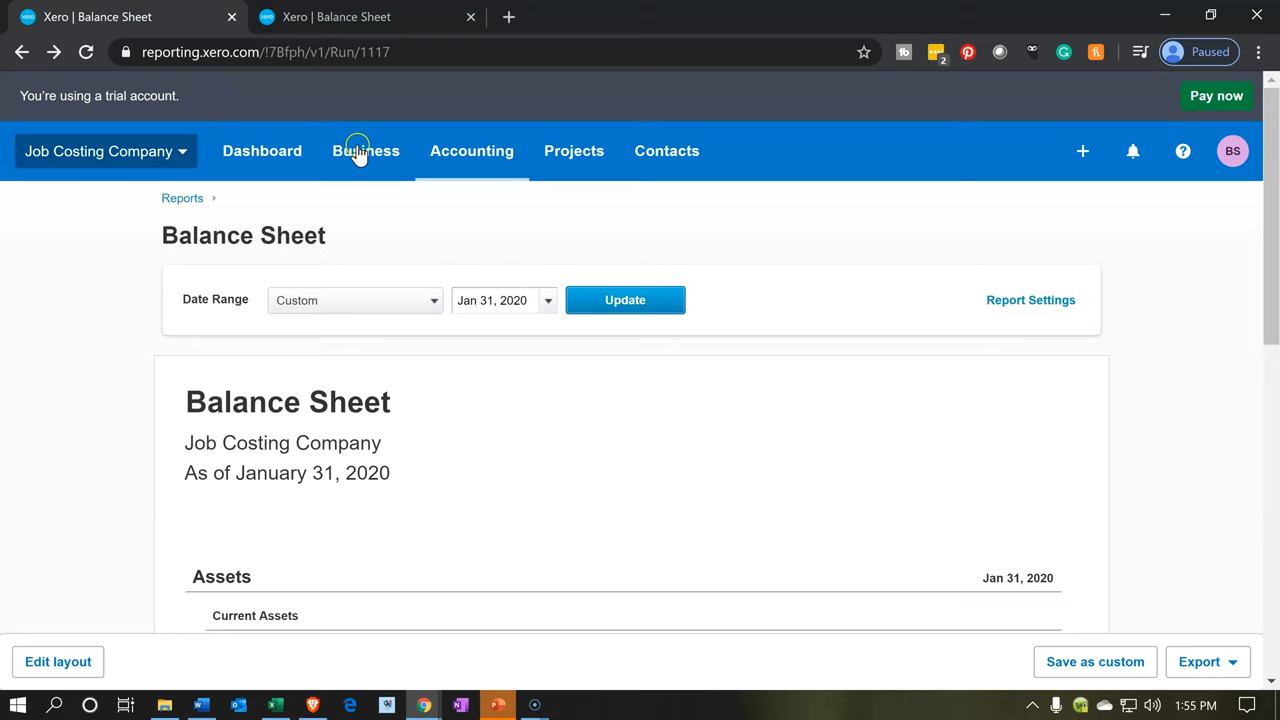 Xero | Balance Sheet
Xero | Balance Sheet
reporting.xero.com/!7Bfph/v1/Run/1117
2
Paused
You're using a trial account.
Pay now
Job Costing Company
Dashboard
Business
Accounting
Projects
Contacts
BS
Reports
Balance Sheet
Date Range
Custom
Jan 31, 2020
Update
Report Settings
Balance Sheet
Job Costing Company
As of January 31, 2020
Assets
Jan 31, 2020
Current Assets
Edit layout
Save as custom
Export
1:55 PM